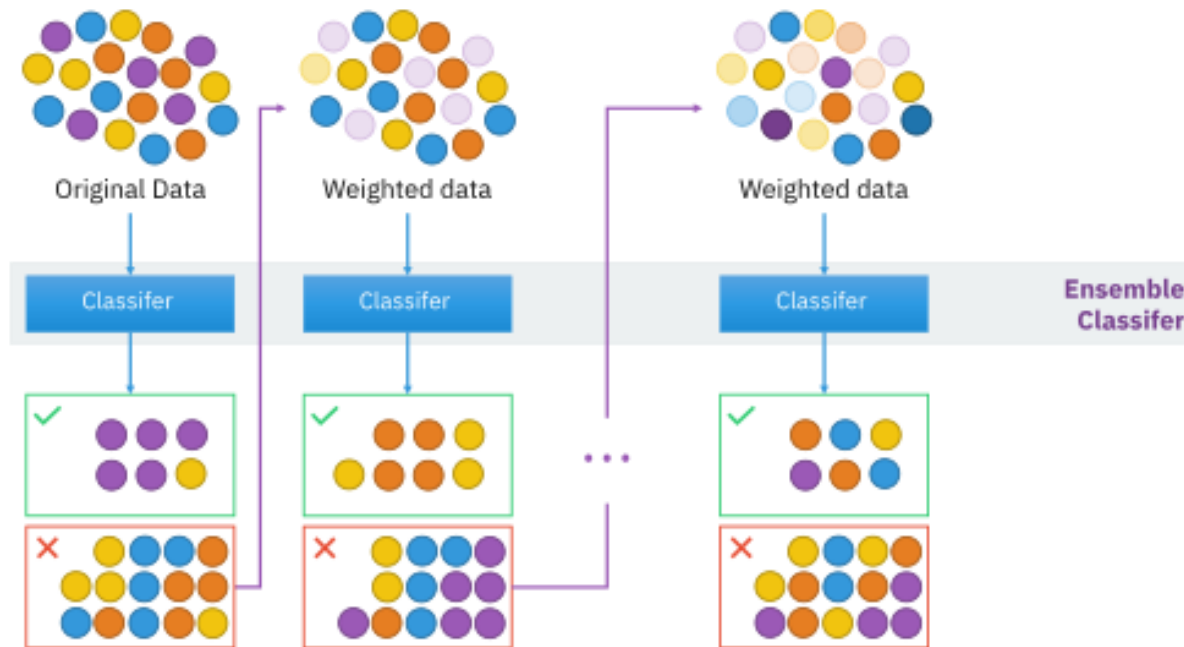 Original Data
Weighted data
Weighted data
Classifer
Classifer
Classifer
Ensemble
Classifer